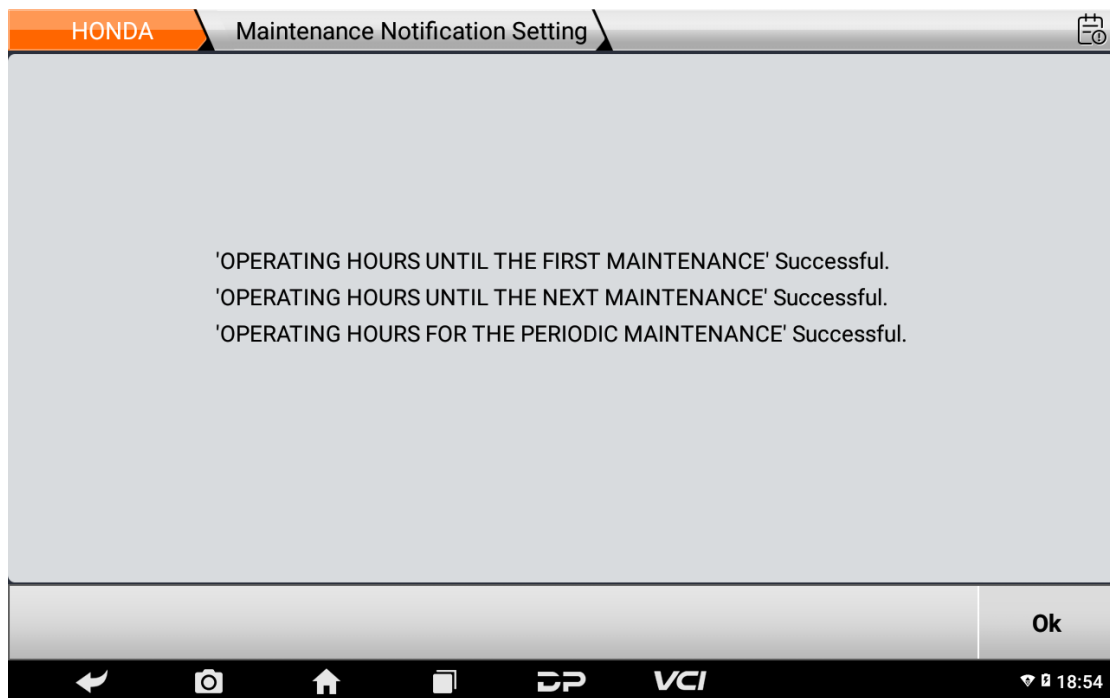 HONDA
Maintenance Notification Setting
'OPERATING HOURS UNTIL THE FIRST MAINTENANCE' Successful.
'OPERATING HOURS UNTIL THE NEXT MAINTENANCE' Successful.
'OPERATING HOURS FOR THE PERIODIC MAINTENANCE' Successful.
Ok
DP VCI 18:54